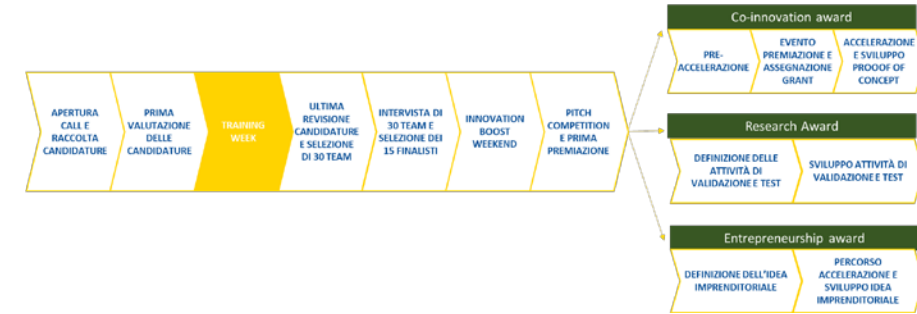 APERTURA
CALL E
RACCOLTA
CANDIDATURE
PRIMA
VALUTAZIONE
DELLE
CANDIDATURE
TRAINING
WEEK
ULTIMA
REVISIONE
CANDIDATURE
E SELEZIONE
DI 30 TEAM
INTERVISTA DI
30 TEAM E
SELEZIONE DEI
15 FINALISTI
INNOVATION
BOOST
WEEKEND
PITCH
COMPETITION
E PRIMA
PREMIAZIONE
Co-innovation award
PRE-
ACCELERAZIONE
EVENTO
PREMIAZIONE E
ASSEGNAZIONE
GRANT
ACCELERAZIONE
E SVILUPPO
PROOOF OF
CONCEPT
Research Award
DEFINIZIONE DELLE
ATTIVITÀ DI
VALIDAZIONE E TEST
SVILUPPO ATTIVITÀ DI
VALIDAZIONE E TEST
Entrepreneurship award
DEFINIZIONE DELL'IDEA
IMPRENDITORIALE
PERCORSO
ACCELERAZIONE E
SVILUPPO IDEA
IMPRENDITORIALE